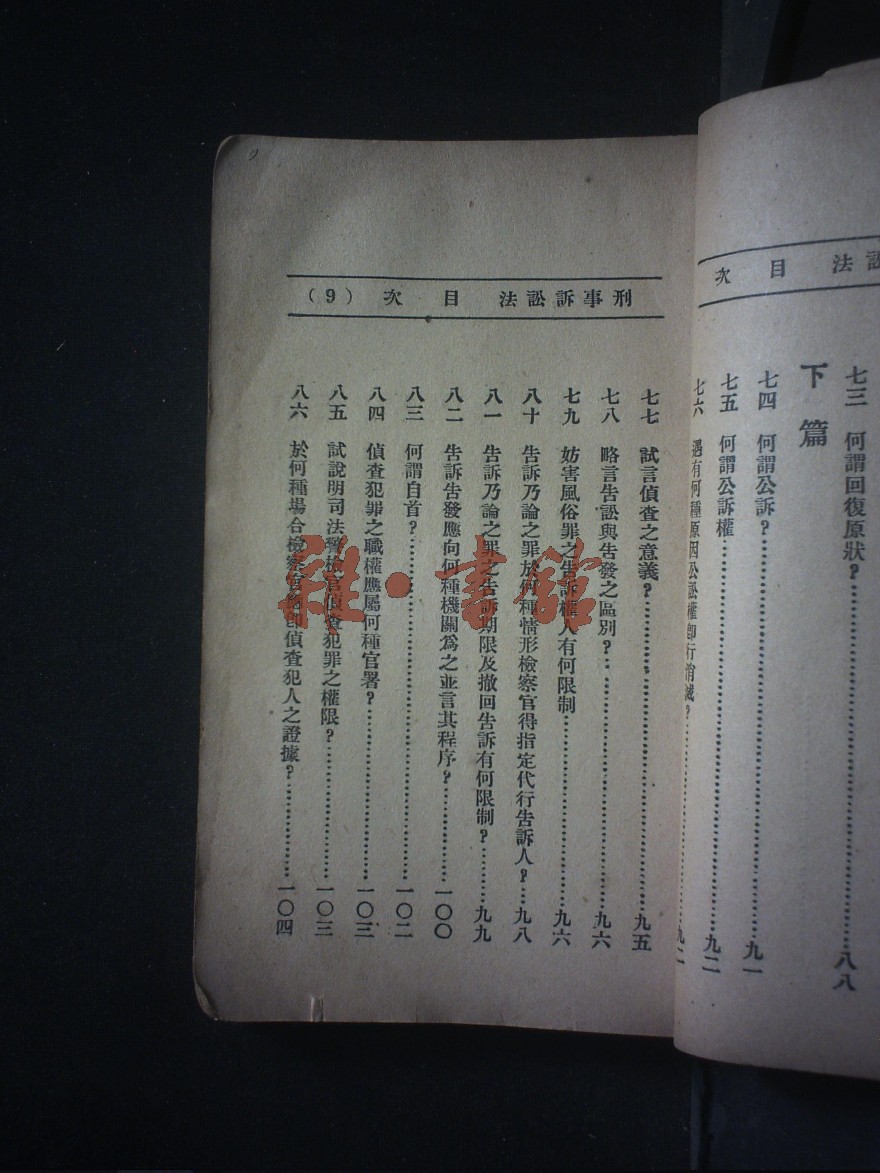 次 目 法訟
七三 何謂回復原狀？……八八
下篇
七四 何謂公訴？……九一
七五 何謂公訴權……九二
七六 遇有何種原因公訟權卽行消滅？……九二
(9) 次 目 法訟訴事刑
七七 試言偵查之意義？……九五
七八 略言告訟與告發之區別？……九六
七九 妨害風俗罪之告訴權人有何限制……九六
八十 告訴乃論之罪於何種情形檢察官得指定代行告訴人？……九八
八一 告訴乃論之罪之告訴期限及撤回告訴有何限制？……九九
八二 告訴告發應向何種機關爲之並言其程序？……一〇〇
八三 何謂自首？……一〇二
八四 偵查犯罪之職權應屬何種官署？……一〇三
八五 試說明司法警檢官偵查犯罪之權限？……一〇三
八六 於何種場合檢察官 卽偵查犯人之證據？……一〇四
雜·書館